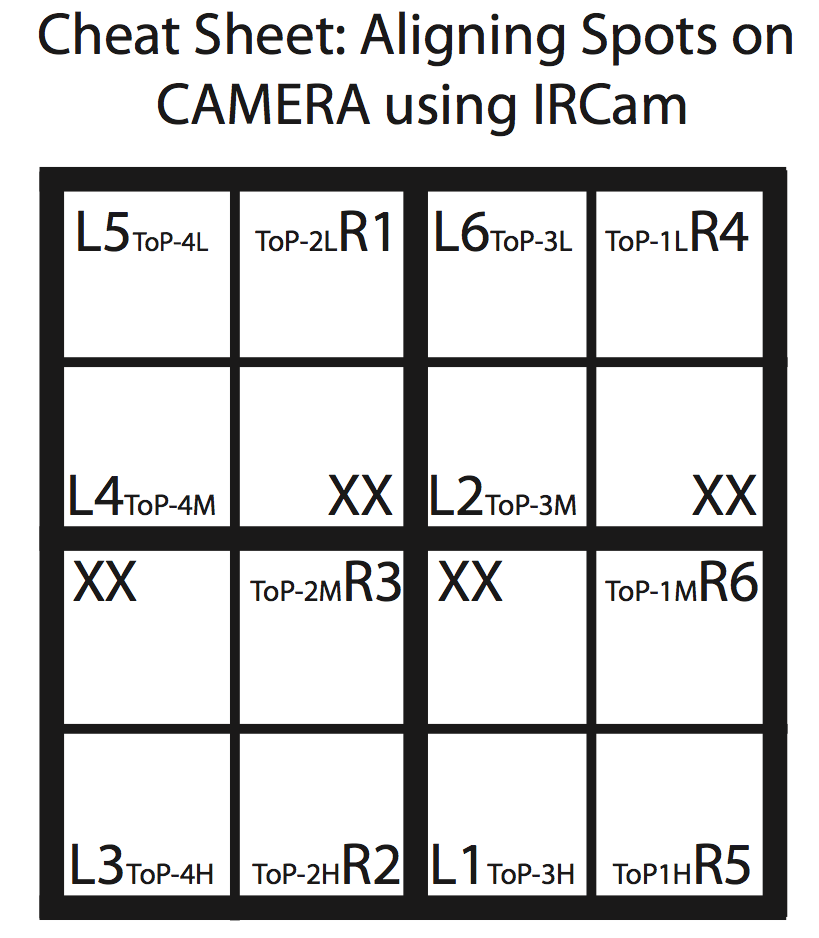 Cheat Sheet: Aligning Spots on
CAMERA using IRCam
L5ToP-4L ToP-2LR1 L6ToP-3L ToP-1LR4
L4ToP-4M XX L2ToP-3M XX
XX ToP-2MR3 XX ToP-1MR6
L3ToP-4H ToP-2HR2 L1ToP-3H ToP1HR5